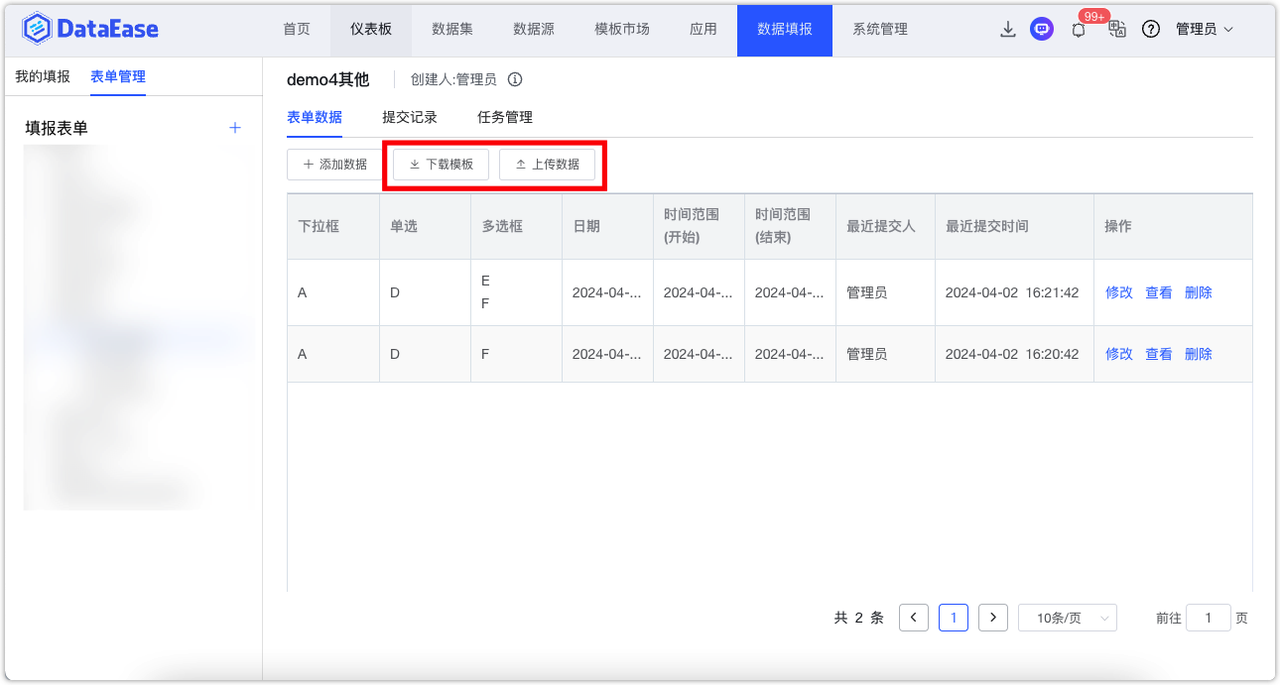 DataEase 首页 仪表板 数据集 数据源 模板市场 应用 数据填报 系统管理 99+ 管理员
我的填报 表单管理
demo4其他 创建人:管理员
表单数据 提交记录 任务管理
填报表单 +
+ 添加数据 下载模板 上传数据
下拉框 单选 多选框 日期 时间范围(开始) 时间范围(结束) 最近提交人 最近提交时间 操作
A D E F 2024-04-... 2024-04-... 2024-04-... 管理员 2024-04-02 16:21:42 修改 查看 删除
A D F 2024-04-... 2024-04-... 2024-04-... 管理员 2024-04-02 16:20:42 修改 查看 删除
共 2 条 1 10条/页 前往 1 页